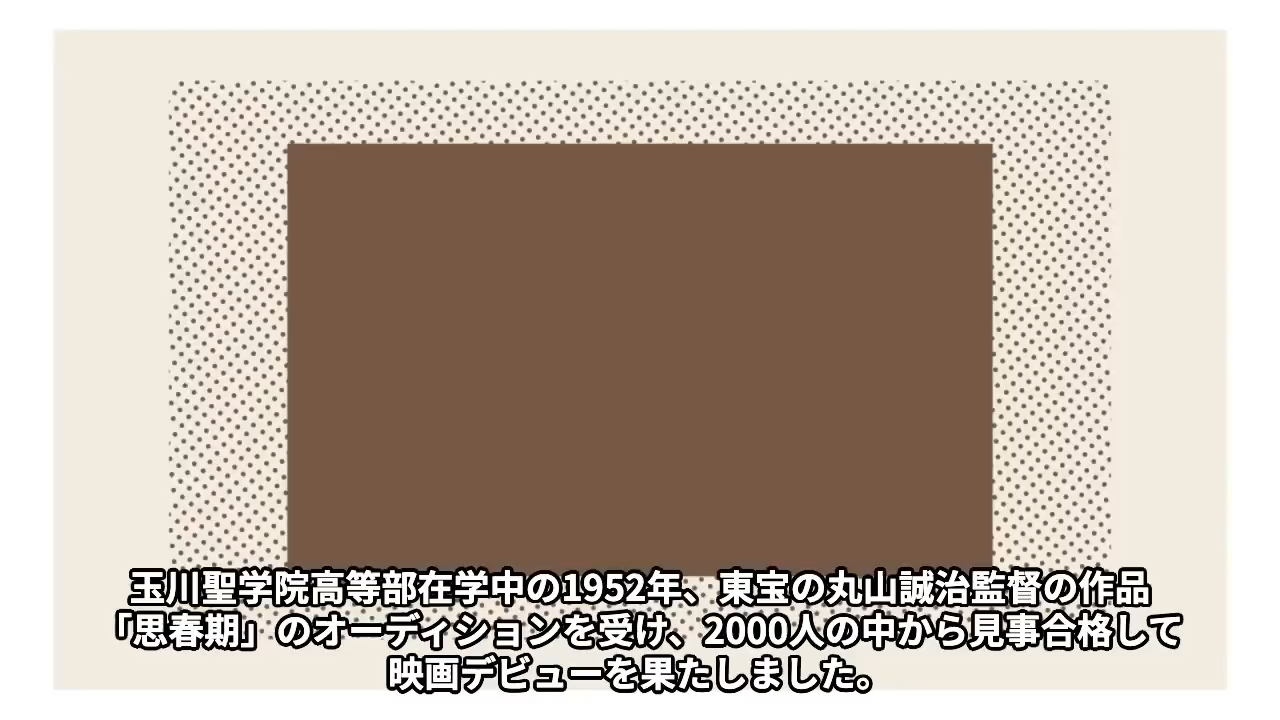 玉川聖学院高等部在学中の1952年、東宝の丸山誠治監督の作品
「思春期」のオーディションを受け、2000人の中から見事合格して
映画デビューを果たしました。